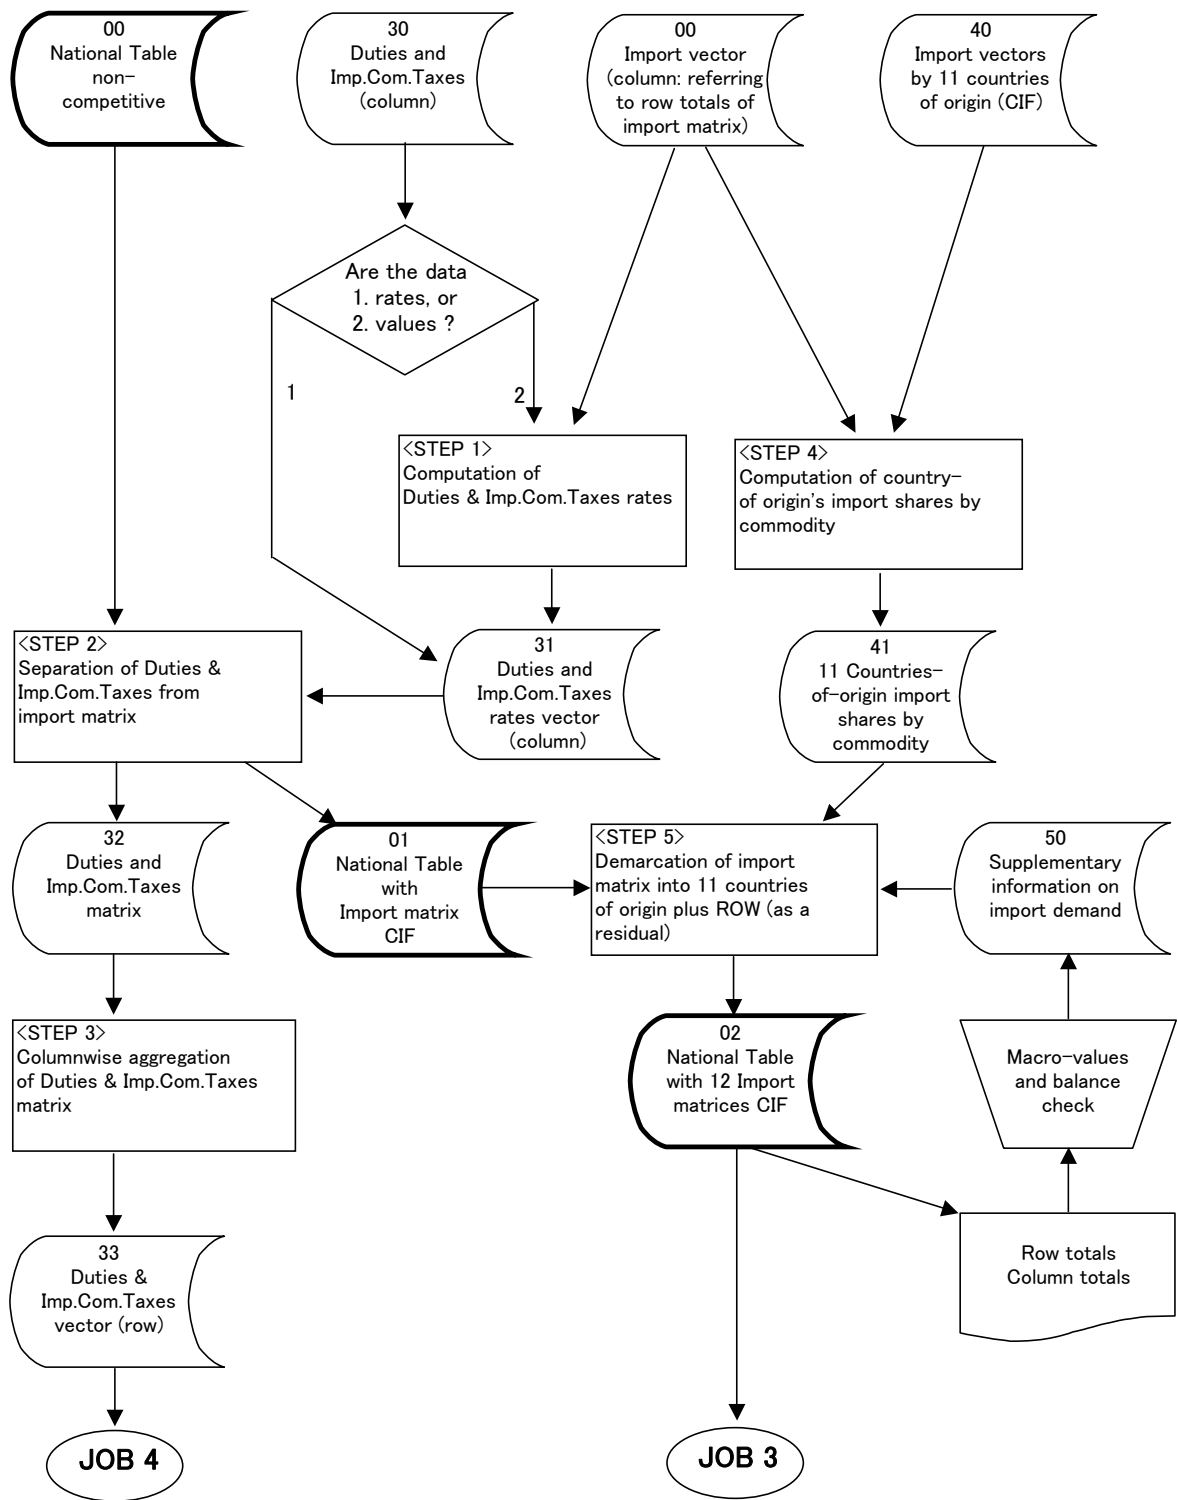 00
National Table
non-
competitive
30
Duties and
Imp.Com.Taxes
(column)
00
Import vector
(column: referring
to row totals of
import matrix)
40
Import vectors
by 11 countries
of origin (CIF)
Are the data
1. rates, or
2. values ?
1
2
<STEP 1>
Computation of
Duties & Imp.Com.Taxes rates
<STEP 4>
Computation of country-
of origin's import shares by
commodity
<STEP 2>
Separation of Duties &
Imp.Com.Taxes from
import matrix
31
Duties and
Imp.Com.Taxes
rates vector
(column)
41
11 Countries-
of-origin import
shares by
commodity
32
Duties and
Imp.Com.Taxes
matrix
01
National Table
with
Import matrix
CIF
<STEP 5>
Demarcation of import
matrix into 11 countries
of origin plus ROW (as a
residual)
50
Supplementary
information on
import demand
<STEP 3>
Columnwise aggregation
of Duties & Imp.Com.Taxes
matrix
02
National Table
with 12 Import
matrices CIF
Macro-values
and balance
check
33
Duties &
Imp.Com.Taxes
vector (row)
Row totals
Column totals
JOB 4
JOB 3